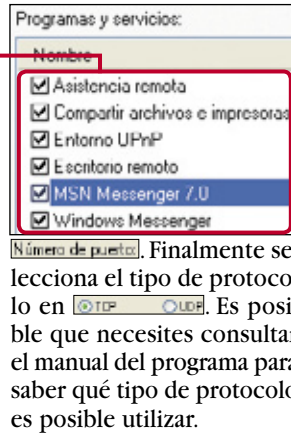 Programas y servicios:
Nombre
Asistencia remota
Compartir archivos e impresoras
Entorno UPnP
Escritorio remoto
MSN Messenger 7.0
Windows Messenger
Número de puerto: . Finalmente se-
lecciona el tipo de protoco-
lo en TCP UDP. Es posi-
ble que necesites consultar
el manual del programa para
saber qué tipo de protocolo
es posible utilizar.